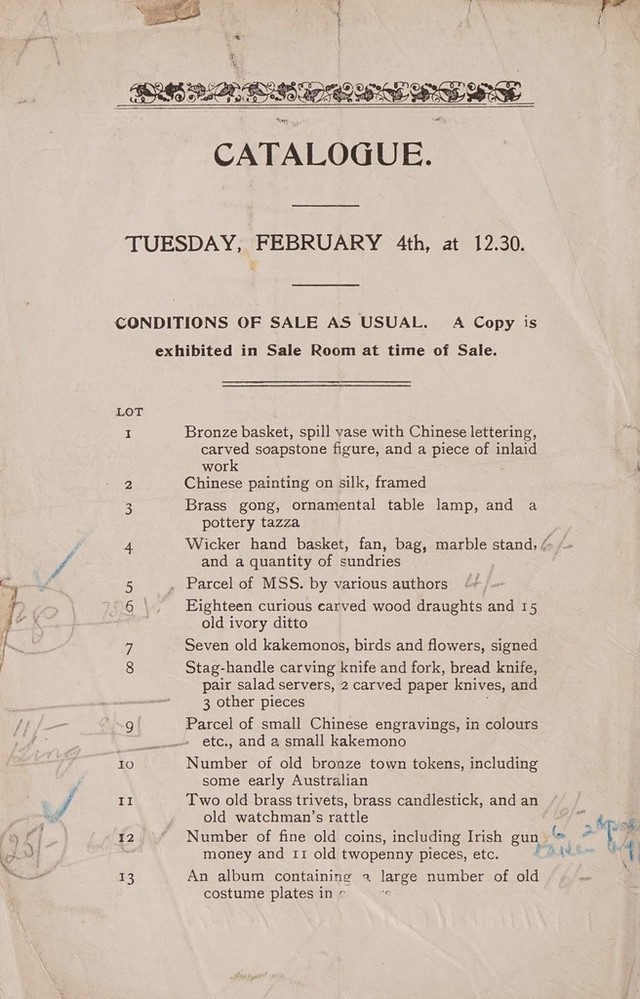 CATALOGUE.
TUESDAY, FEBRUARY 4th, at 12.30.
CONDITIONS OF SALE AS USUAL. A Copy is
exhibited in Sale Room at time of Sale.
LOT
1 Bronze basket, spill vase with Chinese lettering,
carved soapstone figure, and a piece of inlaid
work
2 Chinese painting on silk, framed
3 Brass gong, ornamental table lamp, and a
pottery tazza
4 Wicker hand basket, fan, bag, marble stand, 6/-
and a quantity of sundries
5 Parcel of MSS. by various authors 4/-
6 Eighteen curious carved wood draughts and 15
old ivory ditto
7 Seven old kakemonos, birds and flowers, signed
8 Stag-handle carving knife and fork, bread knife,
pair salad servers, 2 carved paper knives, and
3 other pieces
11/- 9 Parcel of small Chinese engravings, in colours
King etc., and a small kakemono
10 Number of old bronze town tokens, including
some early Australian
11 Two old brass trivets, brass candlestick, and an
old watchman's rattle
25/- 12 Number of fine old coins, including Irish gun
money and 11 old twopenny pieces, etc.
13 An album containing a large number of old
costume plates in